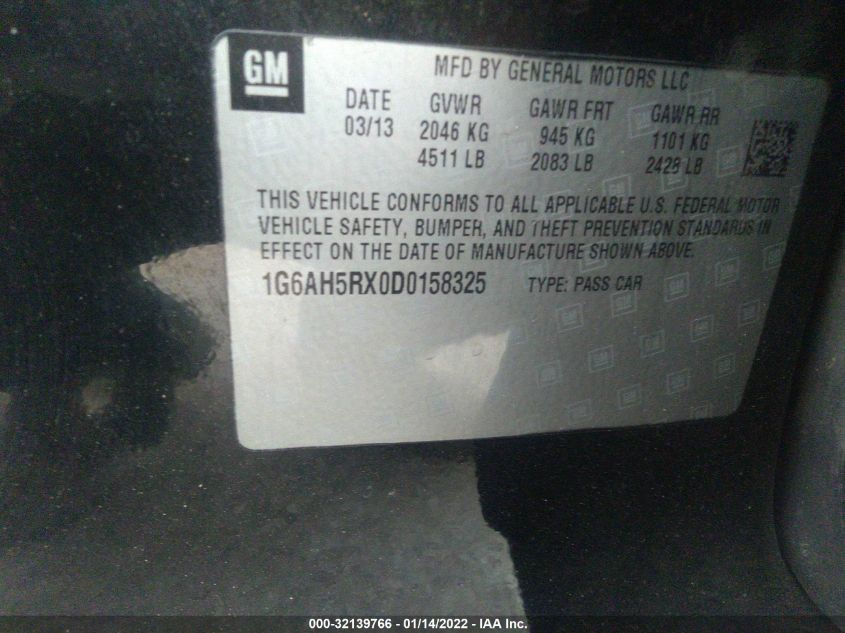 GM
MFD BY GENERAL MOTORS LLC
DATE GVWR GAWR FRT GAWR RR
03/13 2046 KG 945 KG 1101 KG
4511 LB 2083 LB 2428 LB
THIS VEHICLE CONFORMS TO ALL APPLICABLE U.S. FEDERAL MOTOR
VEHICLE SAFETY, BUMPER, AND THEFT PREVENTION STANDARDS IN
EFFECT ON THE DATE OF MANUFACTURE SHOWN ABOVE.
1G6AH5RX0D0158325 TYPE: PASS CAR
000-32139766 - 01/14/2022 - IAA Inc.